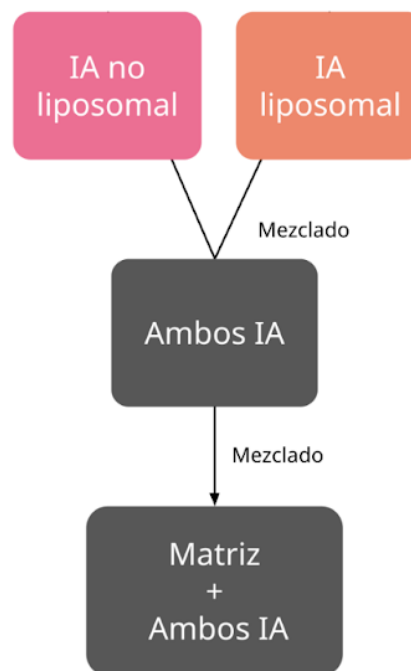 IA no
liposomal
IA
liposomal
Mezclado
Ambos IA
Mezclado
Matriz
+
Ambos IA